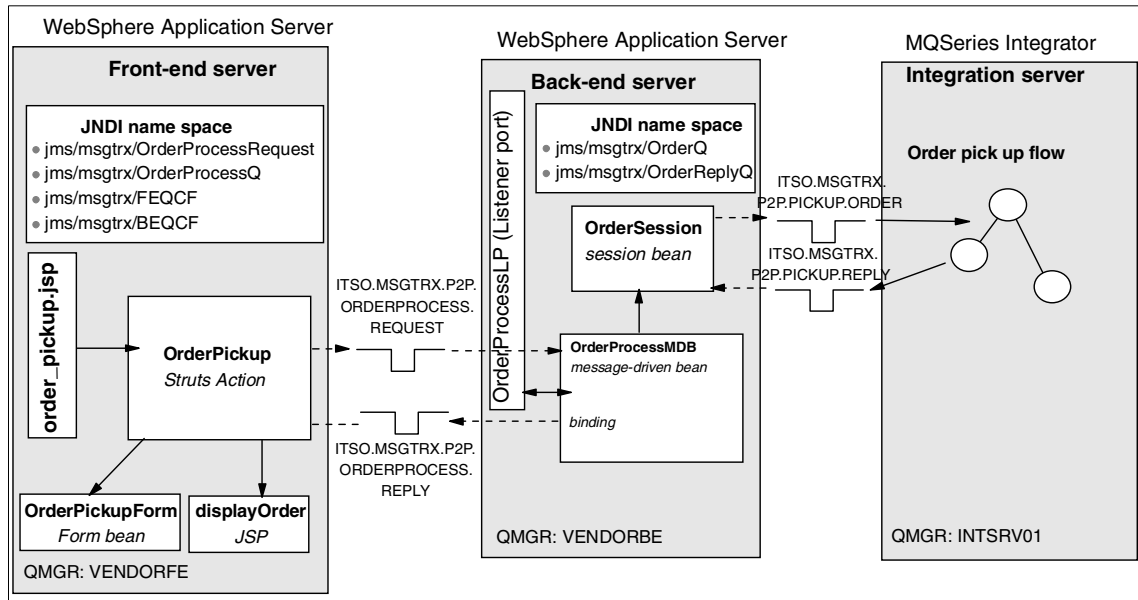 WebSphere Application Server
Front-end server
JNDI name space
jms/msgtrx/OrderProcessRequest
jms/msgtrx/OrderProcessQ
jms/msgtrx/FEQCF
jms/msgtrx/BEQCF
order_pickup.jsp
OrderPickup
Struts Action
OrderPickupForm
Form bean
displayOrder
JSP
QMGR: VENDORFE
ITSO.MSGTRX.P2P.
ORDERPROCESS.
REQUEST
ITSO.MSGTRX.P2P.
ORDERPROCESS.
REPLY
WebSphere Application Server
Back-end server
OrderProcessLP (Listener port)
JNDI name space
jms/msgtrx/OrderQ
jms/msgtrx/OrderReplyQ
OrderSession
session bean
OrderProcessMDB
message-driven bean
binding
QMGR: VENDORBE
ITSO.MSGTRX.
P2P.PICKUP.ORDER
ITSO.MSGTRX.
P2P.PICKUP.REPLY
MQSeries Integrator
Integration server
Order pick up flow
QMGR: INTSRV01